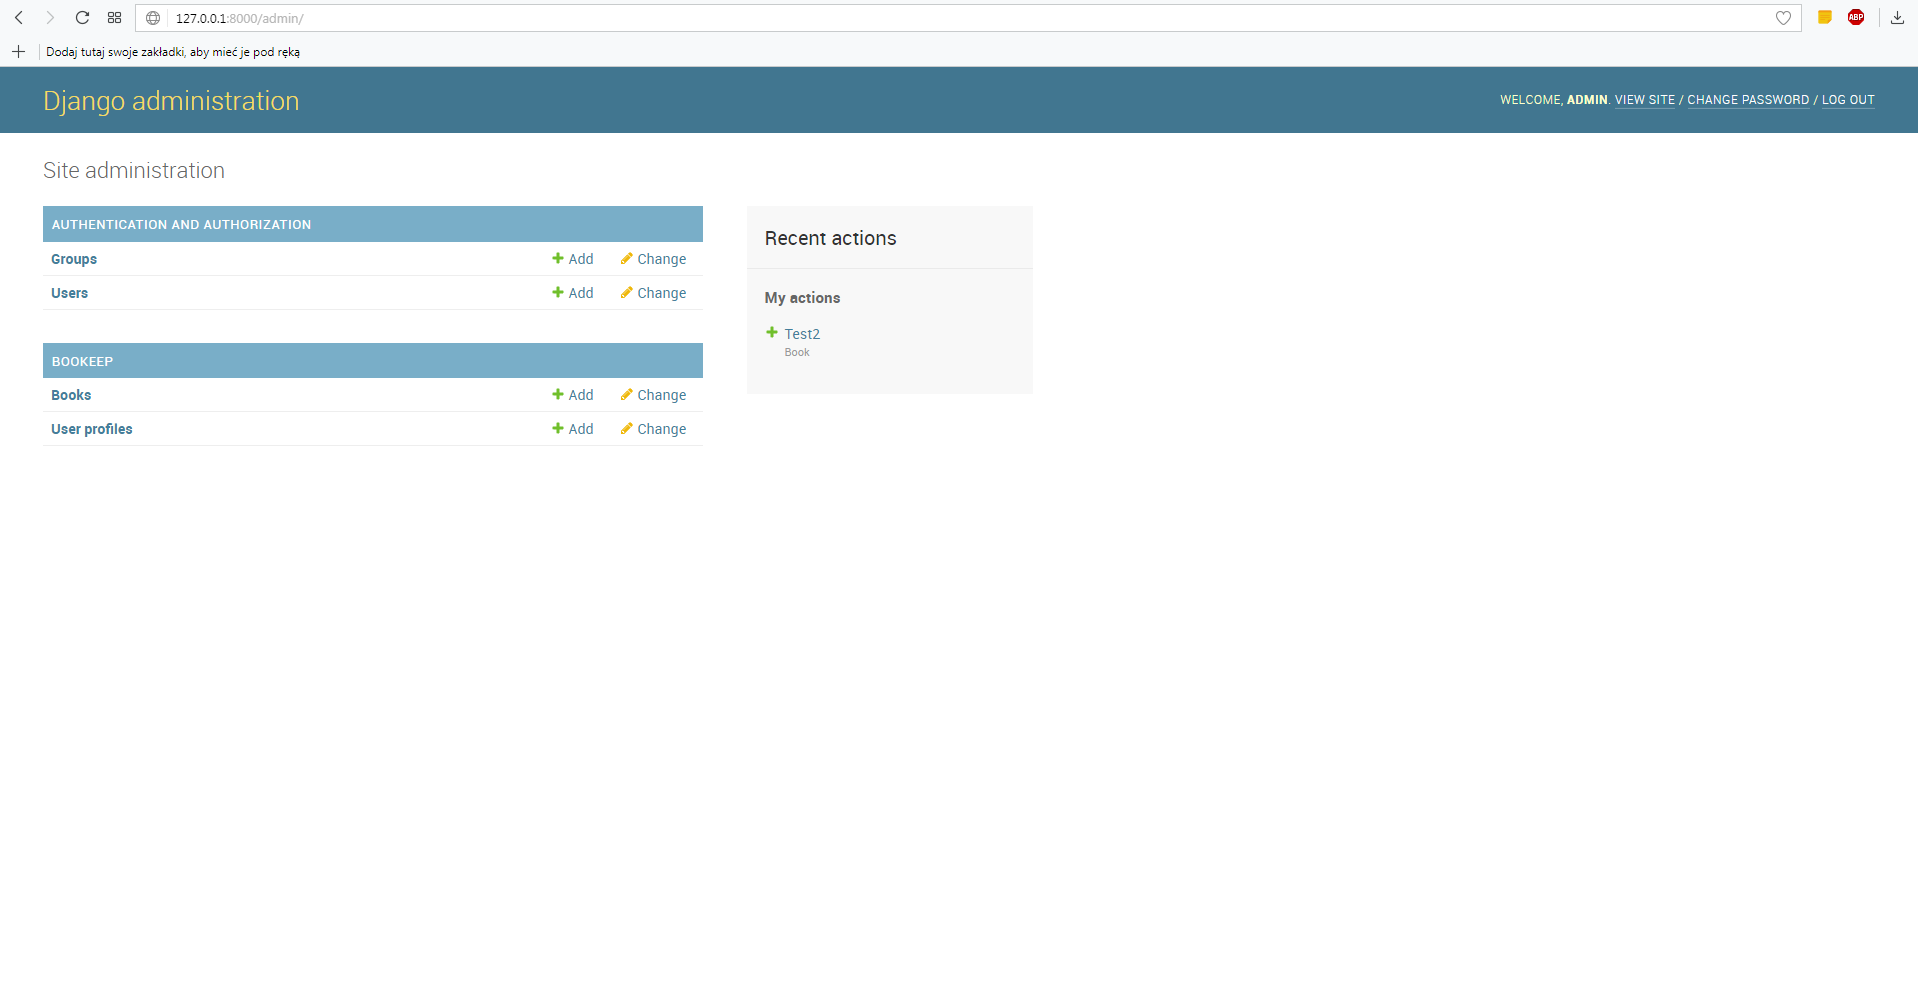 127.0.0.1:8000/admin/
ABP
Dodaj tutaj swoje zakładki, aby mieć je pod ręką
Django administration
WELCOME, ADMIN. VIEW SITE / CHANGE PASSWORD / LOG OUT
Site administration
AUTHENTICATION AND AUTHORIZATION
Groups Add Change
Users Add Change
BOOKEEP
Books Add Change
User profiles Add Change
Recent actions
My actions
Test2
Book